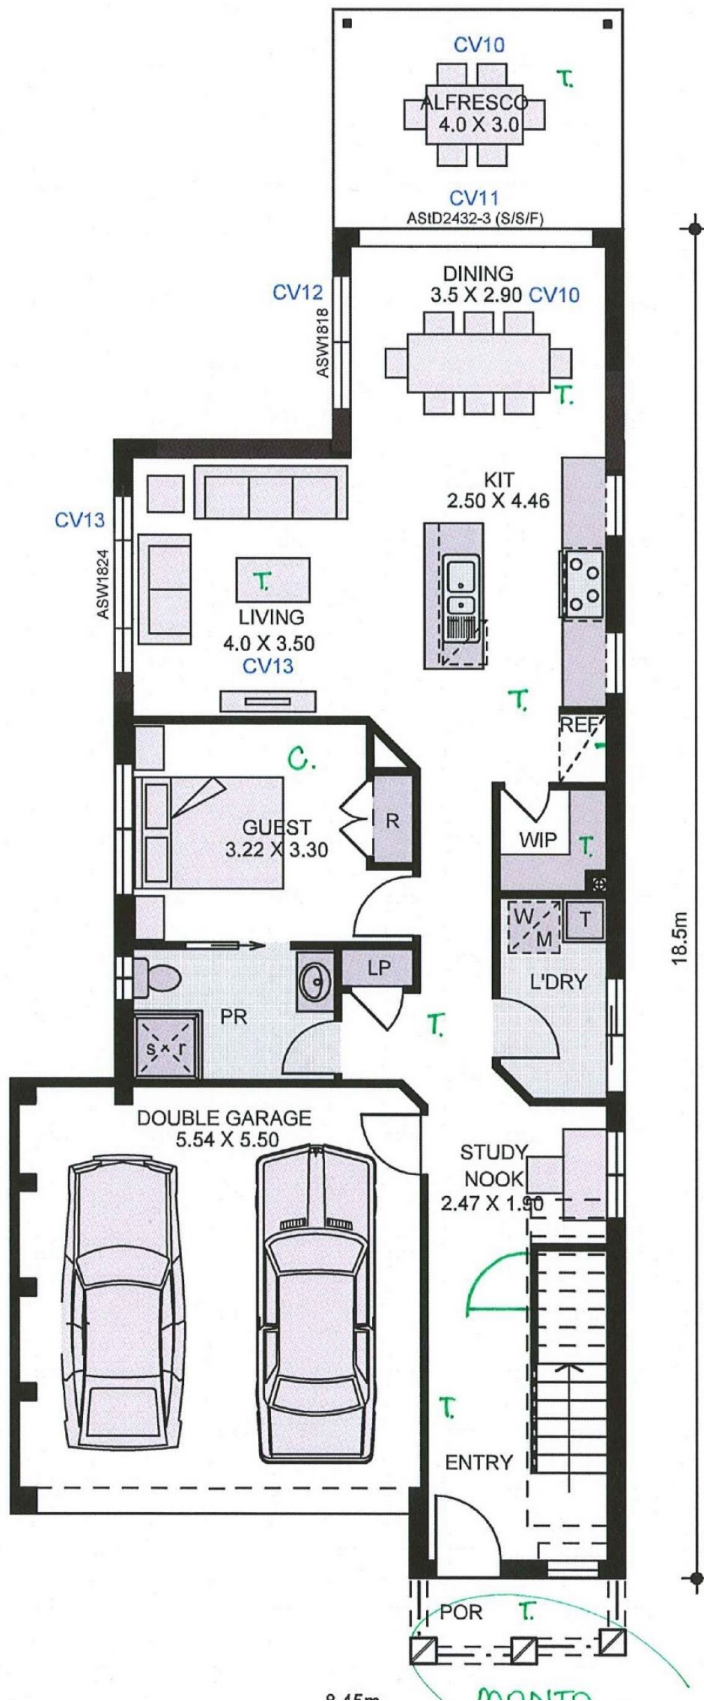 CV10
T.
ALFRESCO
4.0 X 3.0
CV11
AStD2432-3 (S/S/F)
DINING
3.5 X 2.90 CV10
CV12
ASW1818
T.
KIT
2.50 X 4.46
CV13
ASW1824
T.
LIVING
4.0 X 3.50
CV13
T.
REF
C.
R
GUEST
3.22 X 3.30
WIP
T.
W
M
T
LP
L'DRY
18.5m
PR
s x r
T.
DOUBLE GARAGE
5.54 X 5.50
STUDY
NOOK
2.47 X 1.90
T.
ENTRY
POR
T.
8.45m
MONTO